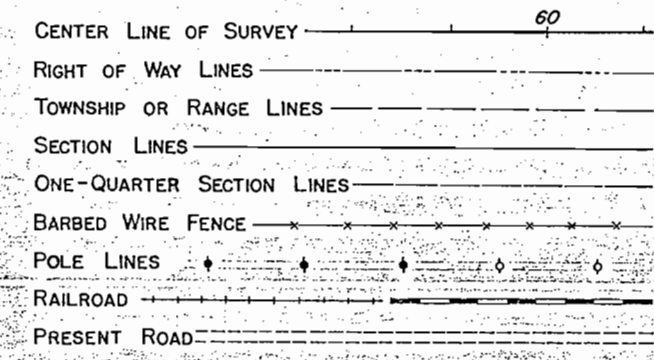 60
CENTER LINE OF SURVEY
RIGHT OF WAY LINES
TOWNSHIP OR RANGE LINES
SECTION LINES
ONE-QUARTER SECTION LINES
BARBED WIRE FENCE
POLE LINES
RAILROAD
PRESENT ROAD